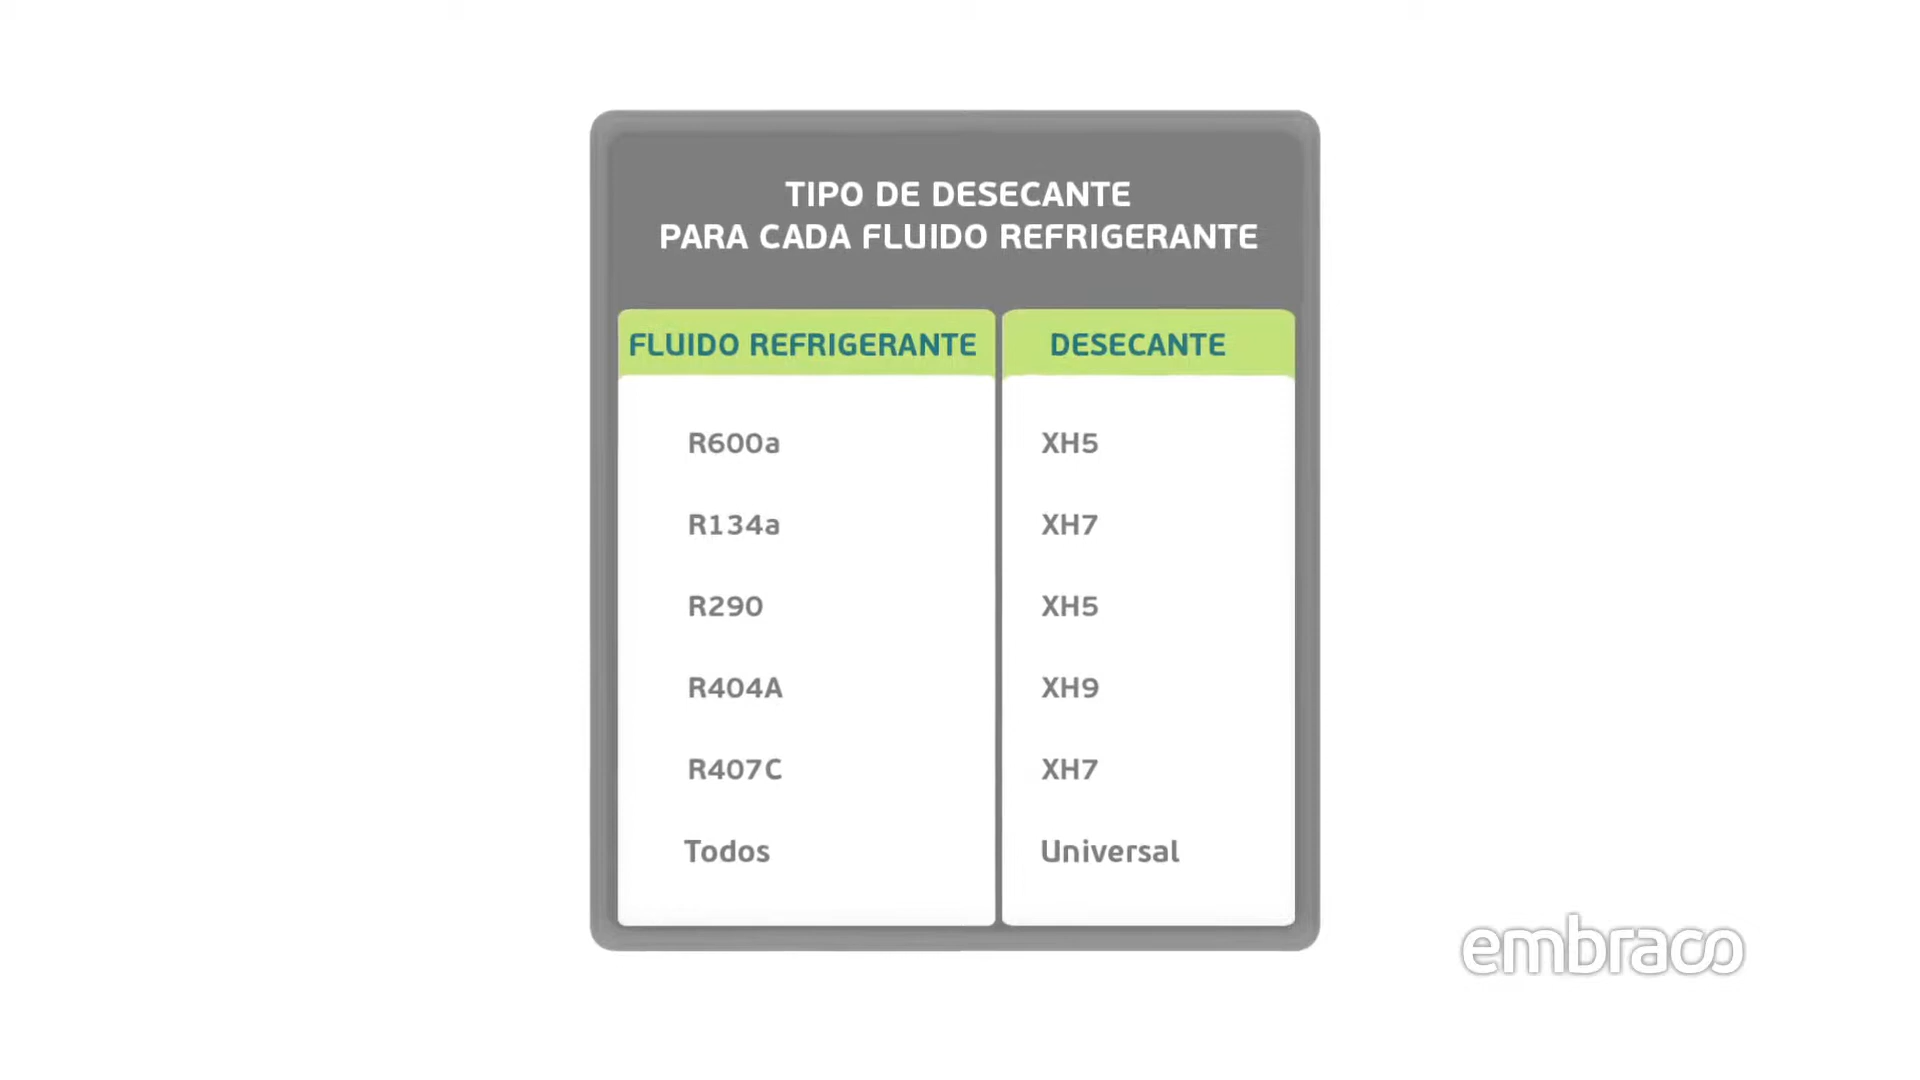 TIPO DE DESECANTE
PARA CADA FLUIDO REFRIGERANTE
FLUIDO REFRIGERANTE DESECANTE
R600a XH5
R134a XH7
R290 XH5
R404A XH9
R407C XH7
Todos Universal
embraco